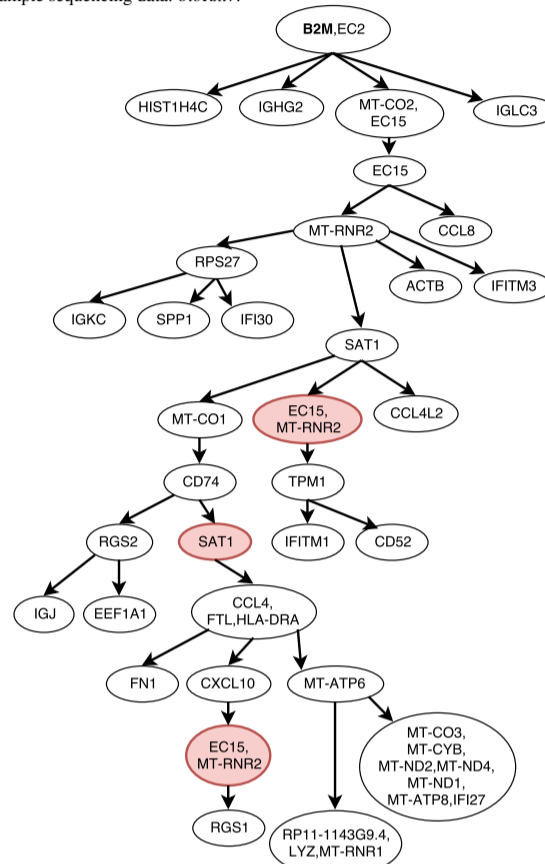 ample sequencing data.
B2M,EC2
HIST1H4C
IGHG2
MT-CO2,
EC15
IGLC3
EC15
MT-RNR2
CCL8
RPS27
ACTB
IFITM3
IGKC
SPP1
IFI30
SAT1
MT-CO1
EC15,
MT-RNR2
CCL4L2
CD74
TPM1
RGS2
SAT1
IFITM1
CD52
IGJ
EEF1A1
CCL4,
FTL,HLA-DRA
FN1
CXCL10
MT-ATP6
EC15,
MT-RNR2
MT-CO3,
MT-CYB,
MT-ND2,MT-ND4,
MT-ND1,
MT-ATP8,IFI27
RGS1
RP11-1143G9.4,
LYZ,MT-RNR1